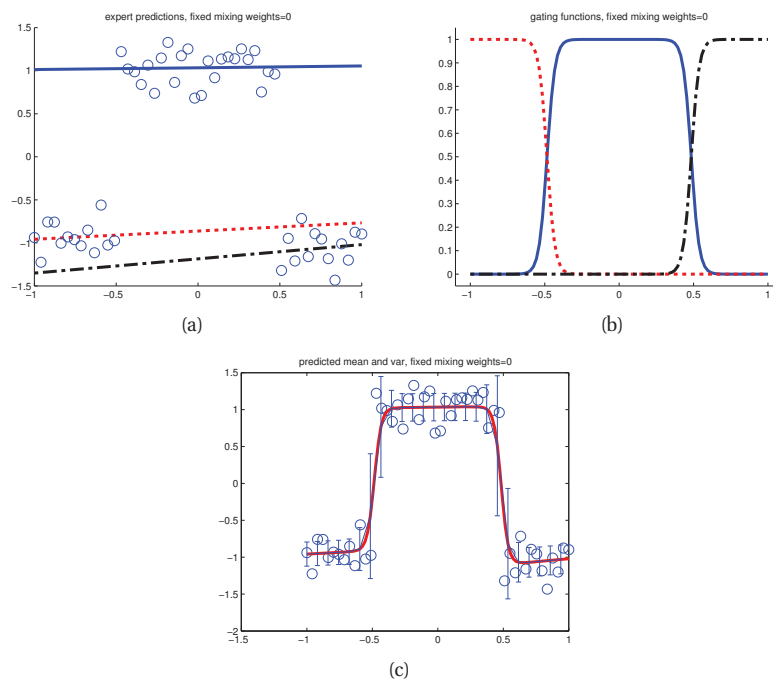 expert predictions, fixed mixing weights=0
1.5
1
0.5
0
-0.5
-1
-1.5
-1 -0.5 0 0.5 1
(a)
gating functions, fixed mixing weights=0
1
0.9
0.8
0.7
0.6
0.5
0.4
0.3
0.2
0.1
0
-1 -0.5 0 0.5 1
(b)
predicted mean and var, fixed mixing weights=0
1.5
1
0.5
0
-0.5
-1
-1.5
-2
-1.5 -1 -0.5 0 0.5 1
(c)